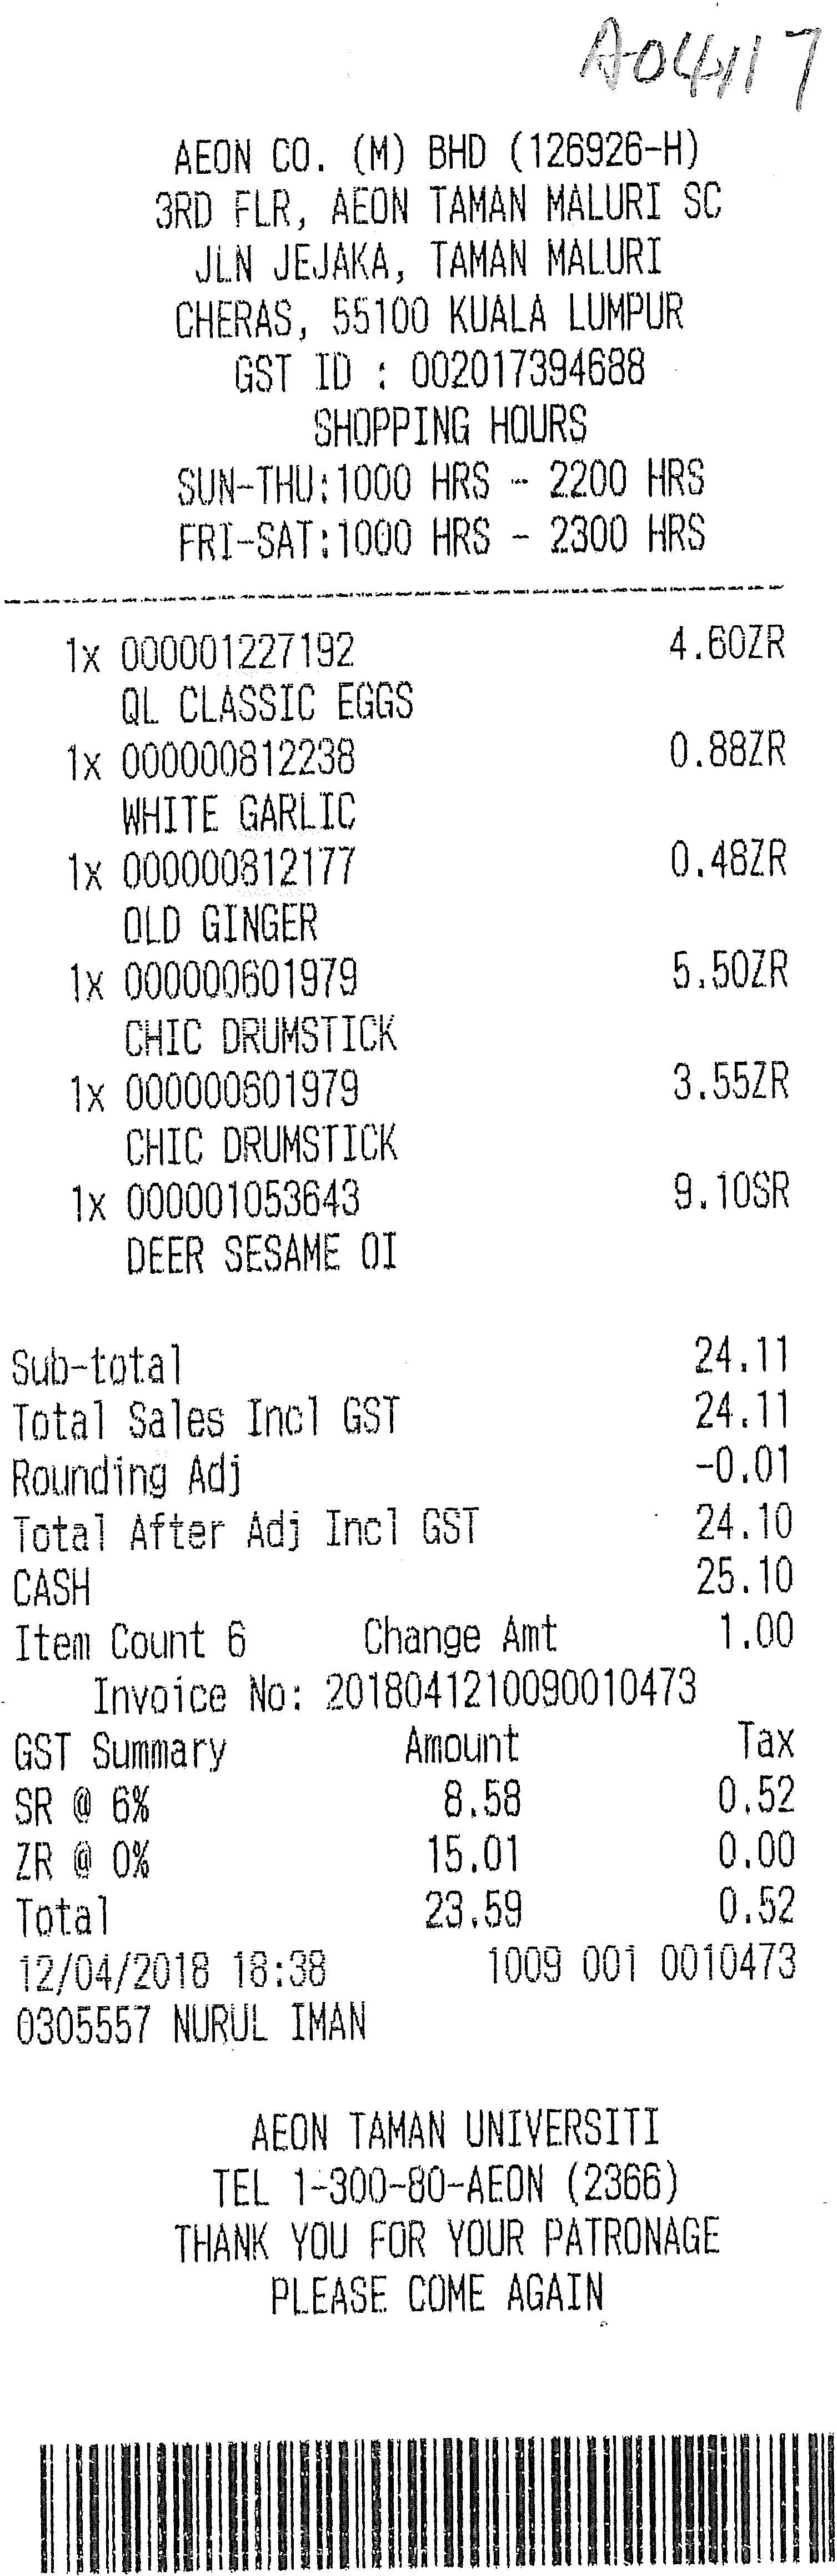 A04117
AEON CO. (M) BHD (126926-H)
3RD FLR, AEON TAMAN MALURI SC
JLN JEJAKA, TAMAN MALURI
CHERAS, 55100 KUALA LUMPUR
GST ID : 002017394688
SHOPPING HOURS
SUN-THU:1000 HRS - 2200 HRS
FRI-SAT:1000 HRS - 2300 HRS
1x 000001227192 4.60ZR
QL CLASSIC EGGS
1x 000000812238 0.88ZR
WHITE GARLIC
1x 000000812177 0.48ZR
OLD GINGER
1x 000000601979 5.50ZR
CHIC DRUMSTICK
1x 000000601979 3.55ZR
CHIC DRUMSTICK
1x 000001053643 9.10SR
DEER SESAME OI
Sub-total 24.11
Total Sales Incl GST 24.11
Rounding Adj -0.01
Total After Adj Incl GST 24.10
CASH 25.10
Item Count 6 Change Amt 1.00
Invoice No: 2018041210090010473
GST Summary Amount Tax
SR @ 6% 8.58 0.52
ZR @ 0% 15.01 0.00
Total 23.59 0.52
12/04/2018 18:38 1009 001 0010473
0305557 NURUL IMAN
AEON TAMAN UNIVERSITI
TEL 1-300-80-AEON (2366)
THANK YOU FOR YOUR PATRONAGE
PLEASE COME AGAIN